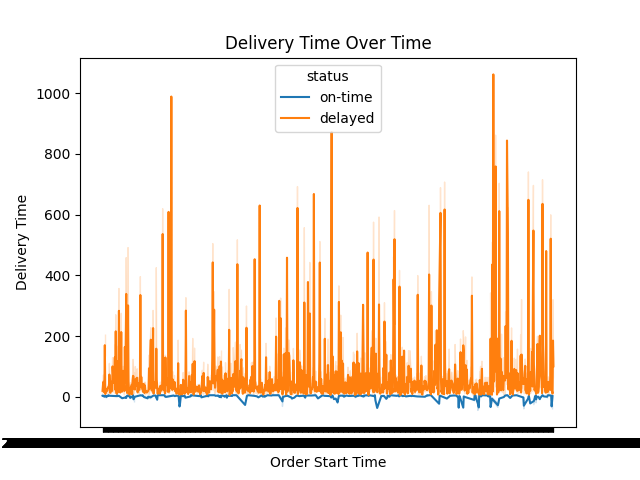 Delivery Time Over Time
status
on-time
delayed
1000
800
600
400
200
0
Delivery Time
Order Start Time